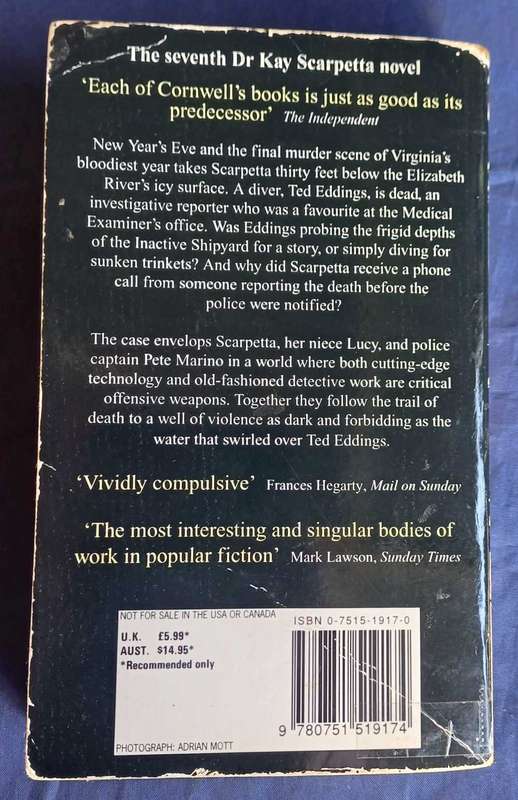 The seventh Dr Kay Scarpetta novel
‘Each of Cornwell’s books is just as good as its
predecessor’ The Independent
New Year’s Eve and the final murder scene of Virginia’s
bloodiest year takes Scarpetta thirty feet below the Elizabeth
River’s icy surface. A diver, Ted Eddings, is dead, an
investigative reporter who was a favourite at the Medical
Examiner’s office. Was Eddings probing the frigid depths
of the Inactive Shipyard for a story, or simply diving for
sunken trinkets? And why did Scarpetta receive a phone
call from someone reporting the death before the
police were notified?
The case envelops Scarpetta, her niece Lucy, and police
captain Pete Marino in a world where both cutting-edge
technology and old-fashioned detective work are critical
offensive weapons. Together they follow the trail of
death to a well of violence as dark and forbidding as the
water that swirled over Ted Eddings.
‘Vividly compulsive’ Frances Hegarty, Mail on Sunday
‘The most interesting and singular bodies of
work in popular fiction’ Mark Lawson, Sunday Times
NOT FOR SALE IN THE USA OR CANADA
U.K. £5.99*
AUST. $14.95*
*Recommended only
ISBN 0-7515-1917-0
9 780751 519174
PHOTOGRAPH: ADRIAN MOTT